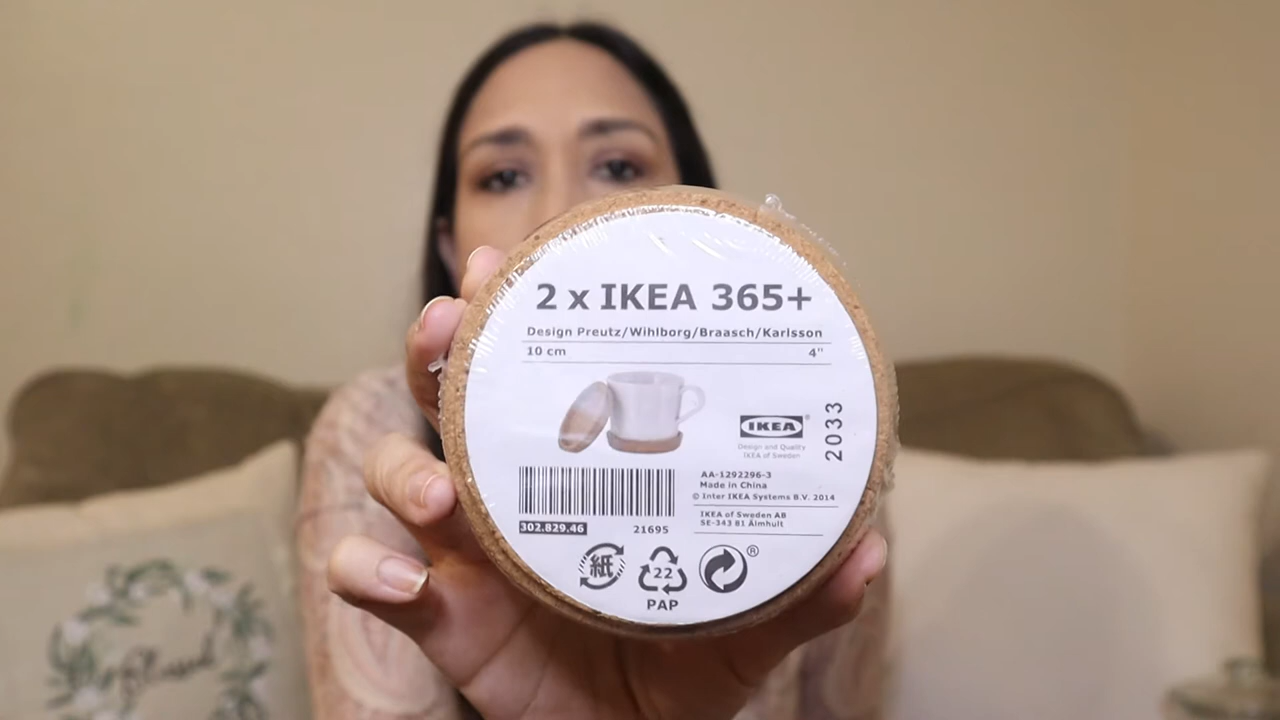 2 x IKEA 365+
Design Preutz/Wihlborg/Braasch/Karlsson
10 cm 4"
IKEA®
Design and Quality
IKEA of Sweden
2033
AA-1292296-3
Made in China
© Inter IKEA Systems B.V. 2014
IKEA of Sweden AB
SE-343 81 Älmhult
302.829.46 21695
紙
22
PAP
®
Blessed